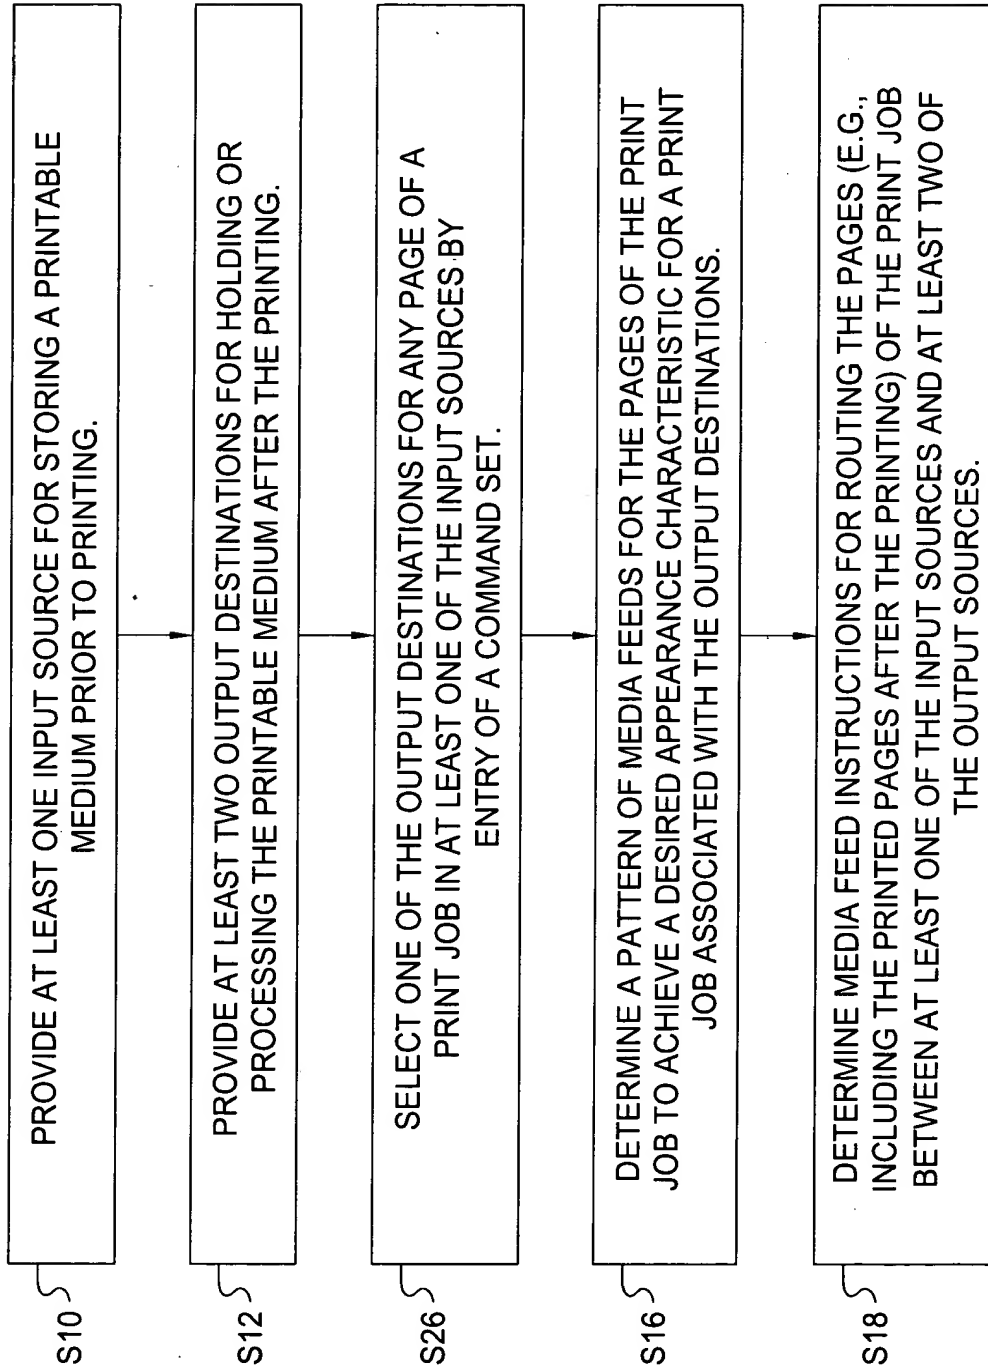 S10
PROVIDE AT LEAST ONE INPUT SOURCE FOR STORING A PRINTABLE
MEDIUM PRIOR TO PRINTING.
S12
PROVIDE AT LEAST TWO OUTPUT DESTINATIONS FOR HOLDING OR
PROCESSING THE PRINTABLE MEDIUM AFTER THE PRINTING.
S26
SELECT ONE OF THE OUTPUT DESTINATIONS FOR ANY PAGE OF A
PRINT JOB IN AT LEAST ONE OF THE INPUT SOURCES BY
ENTRY OF A COMMAND SET.
S16
DETERMINE A PATTERN OF MEDIA FEEDS FOR THE PAGES OF THE PRINT
JOB TO ACHIEVE A DESIRED APPEARANCE CHARACTERISTIC FOR A PRINT
JOB ASSOCIATED WITH THE OUTPUT DESTINATIONS.
S18
DETERMINE MEDIA FEED INSTRUCTIONS FOR ROUTING THE PAGES (E.G.,
INCLUDING THE PRINTED PAGES AFTER THE PRINTING) OF THE PRINT JOB
BETWEEN AT LEAST ONE OF THE INPUT SOURCES AND AT LEAST TWO OF
THE OUTPUT SOURCES.